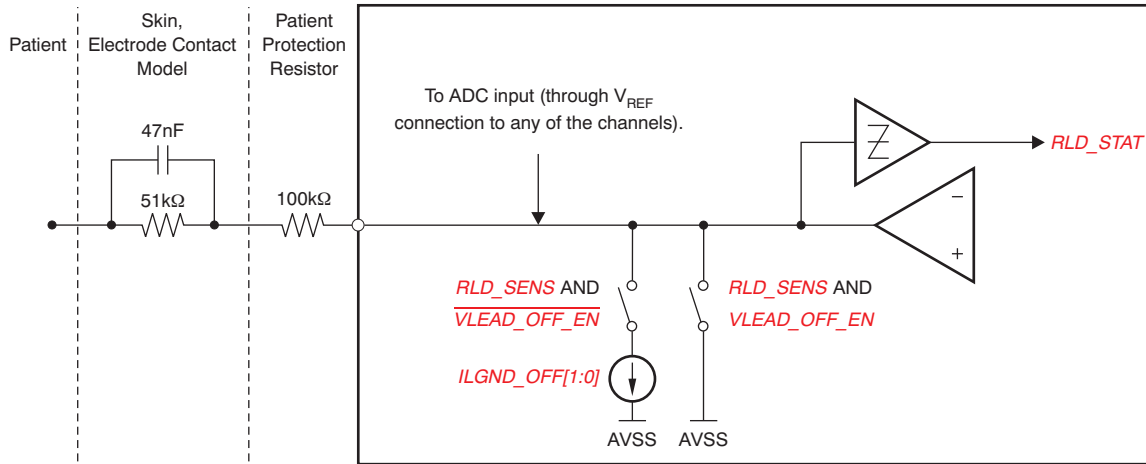 Patient
Skin,
Electrode Contact
Model
Patient
Protection
Resistor
47nF
51kΩ
100kΩ
To ADC input (through VREF
connection to any of the channels).
RLD_STAT
−
+
RLD_SENS AND
VLEAD_OFF_EN
RLD_SENS AND
VLEAD_OFF_EN
ILGND_OFF[1:0]
AVSS
AVSS